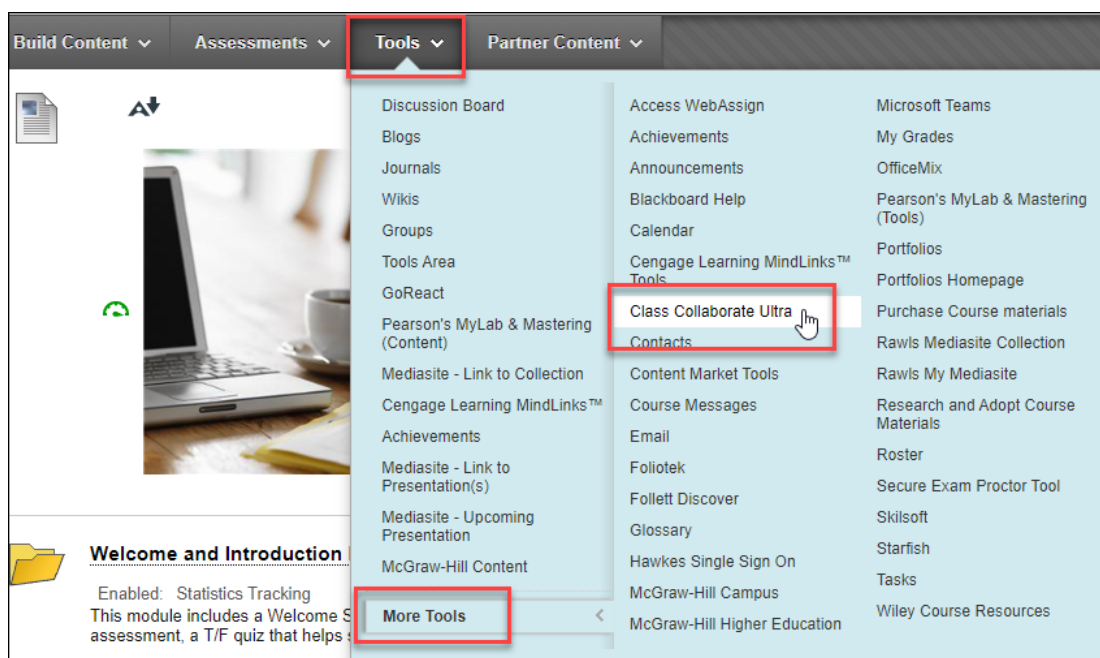 Build Content
Assessments
Tools
Partner Content
Discussion Board
Blogs
Journals
Wikis
Groups
Tools Area
GoReact
Pearson's MyLab & Mastering
(Content)
Mediasite - Link to Collection
Cengage Learning MindLinks™
Achievements
Mediasite - Link to
Presentation(s)
Mediasite - Upcoming
Presentation
McGraw-Hill Content
More Tools
Access WebAssign
Achievements
Announcements
Blackboard Help
Calendar
Cengage Learning MindLinks™
Tools
Class Collaborate Ultra
Contacts
Content Market Tools
Course Messages
Email
Foliotek
Follett Discover
Glossary
Hawkes Single Sign On
McGraw-Hill Campus
McGraw-Hill Higher Education
Microsoft Teams
My Grades
OfficeMix
Pearson's MyLab & Mastering
(Tools)
Portfolios
Portfolios Homepage
Purchase Course materials
Rawls Mediasite Collection
Rawls My Mediasite
Research and Adopt Course
Materials
Roster
Secure Exam Proctor Tool
Skilsoft
Starfish
Tasks
Wiley Course Resources
Welcome and Introduction
Enabled: Statistics Tracking
This module includes a Welcome S
assessment, a T/F quiz that helps